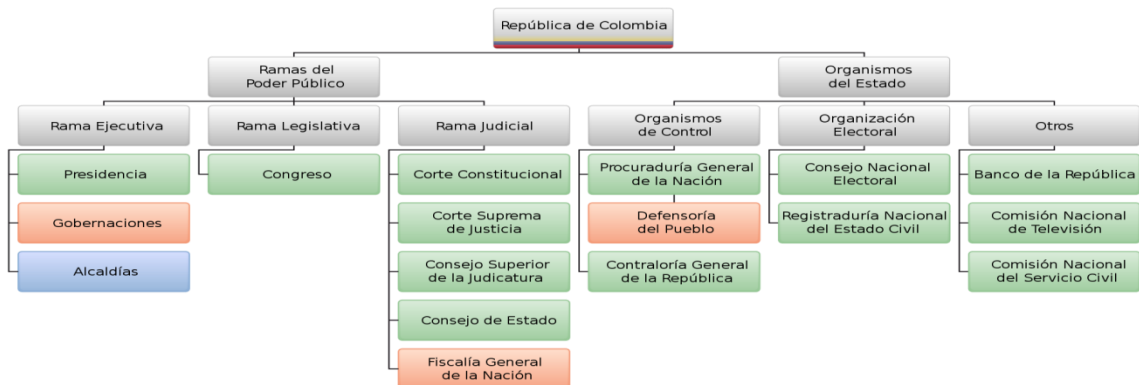 República de Colombia
Ramas del
Poder Público
Organismos
del Estado
Rama Ejecutiva
Rama Legislativa
Rama Judicial
Organismos
de Control
Organización
Electoral
Otros
Presidencia
Gobernaciones
Alcaldías
Congreso
Corte Constitucional
Corte Suprema
de Justicia
Consejo Superior
de la Judicatura
Consejo de Estado
Fiscalía General
de la Nación
Procuraduría General
de la Nación
Defensoría
del Pueblo
Contraloría General
de la República
Consejo Nacional
Electoral
Registraduría Nacional
del Estado Civil
Banco de la República
Comisión Nacional
de Televisión
Comisión Nacional
del Servicio Civil